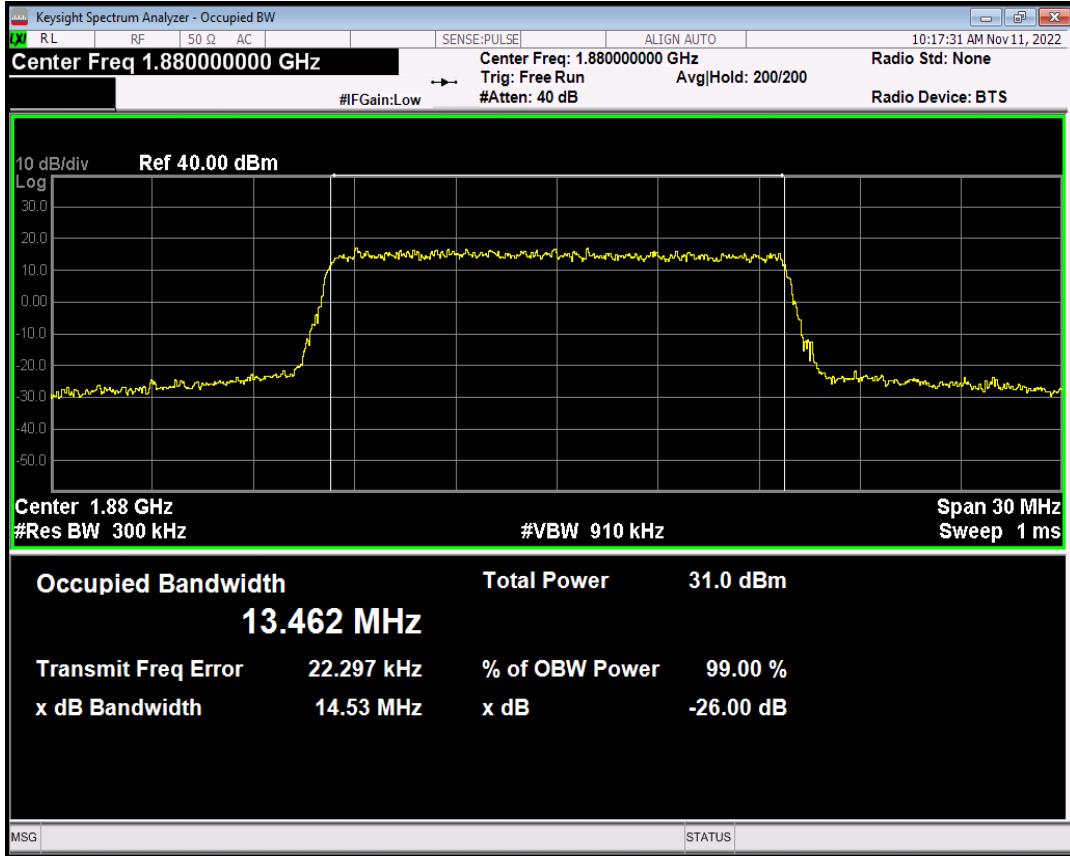 Keysight Spectrum Analyzer - Occupied BW
LXI RL RF 50 Ω AC SENSE:PULSE ALIGN AUTO 10:17:31 AM Nov 11, 2022
Center Freq 1.880000000 GHz
Center Freq: 1.880000000 GHz
Radio Std: None
Trig: Free Run Avg|Hold: 200/200
#IFGain:Low #Atten: 40 dB Radio Device: BTS
10 dB/div Ref 40.00 dBm
Log
30.0
20.0
10.0
0.00
-10.0
-20.0
-30.0
-40.0
-50.0
Center 1.88 GHz Span 30 MHz
#Res BW 300 kHz #VBW 910 kHz Sweep 1 ms
Occupied Bandwidth Total Power 31.0 dBm
13.462 MHz
Transmit Freq Error 22.297 kHz % of OBW Power 99.00 %
x dB Bandwidth 14.53 MHz x dB -26.00 dB
MSG STATUS